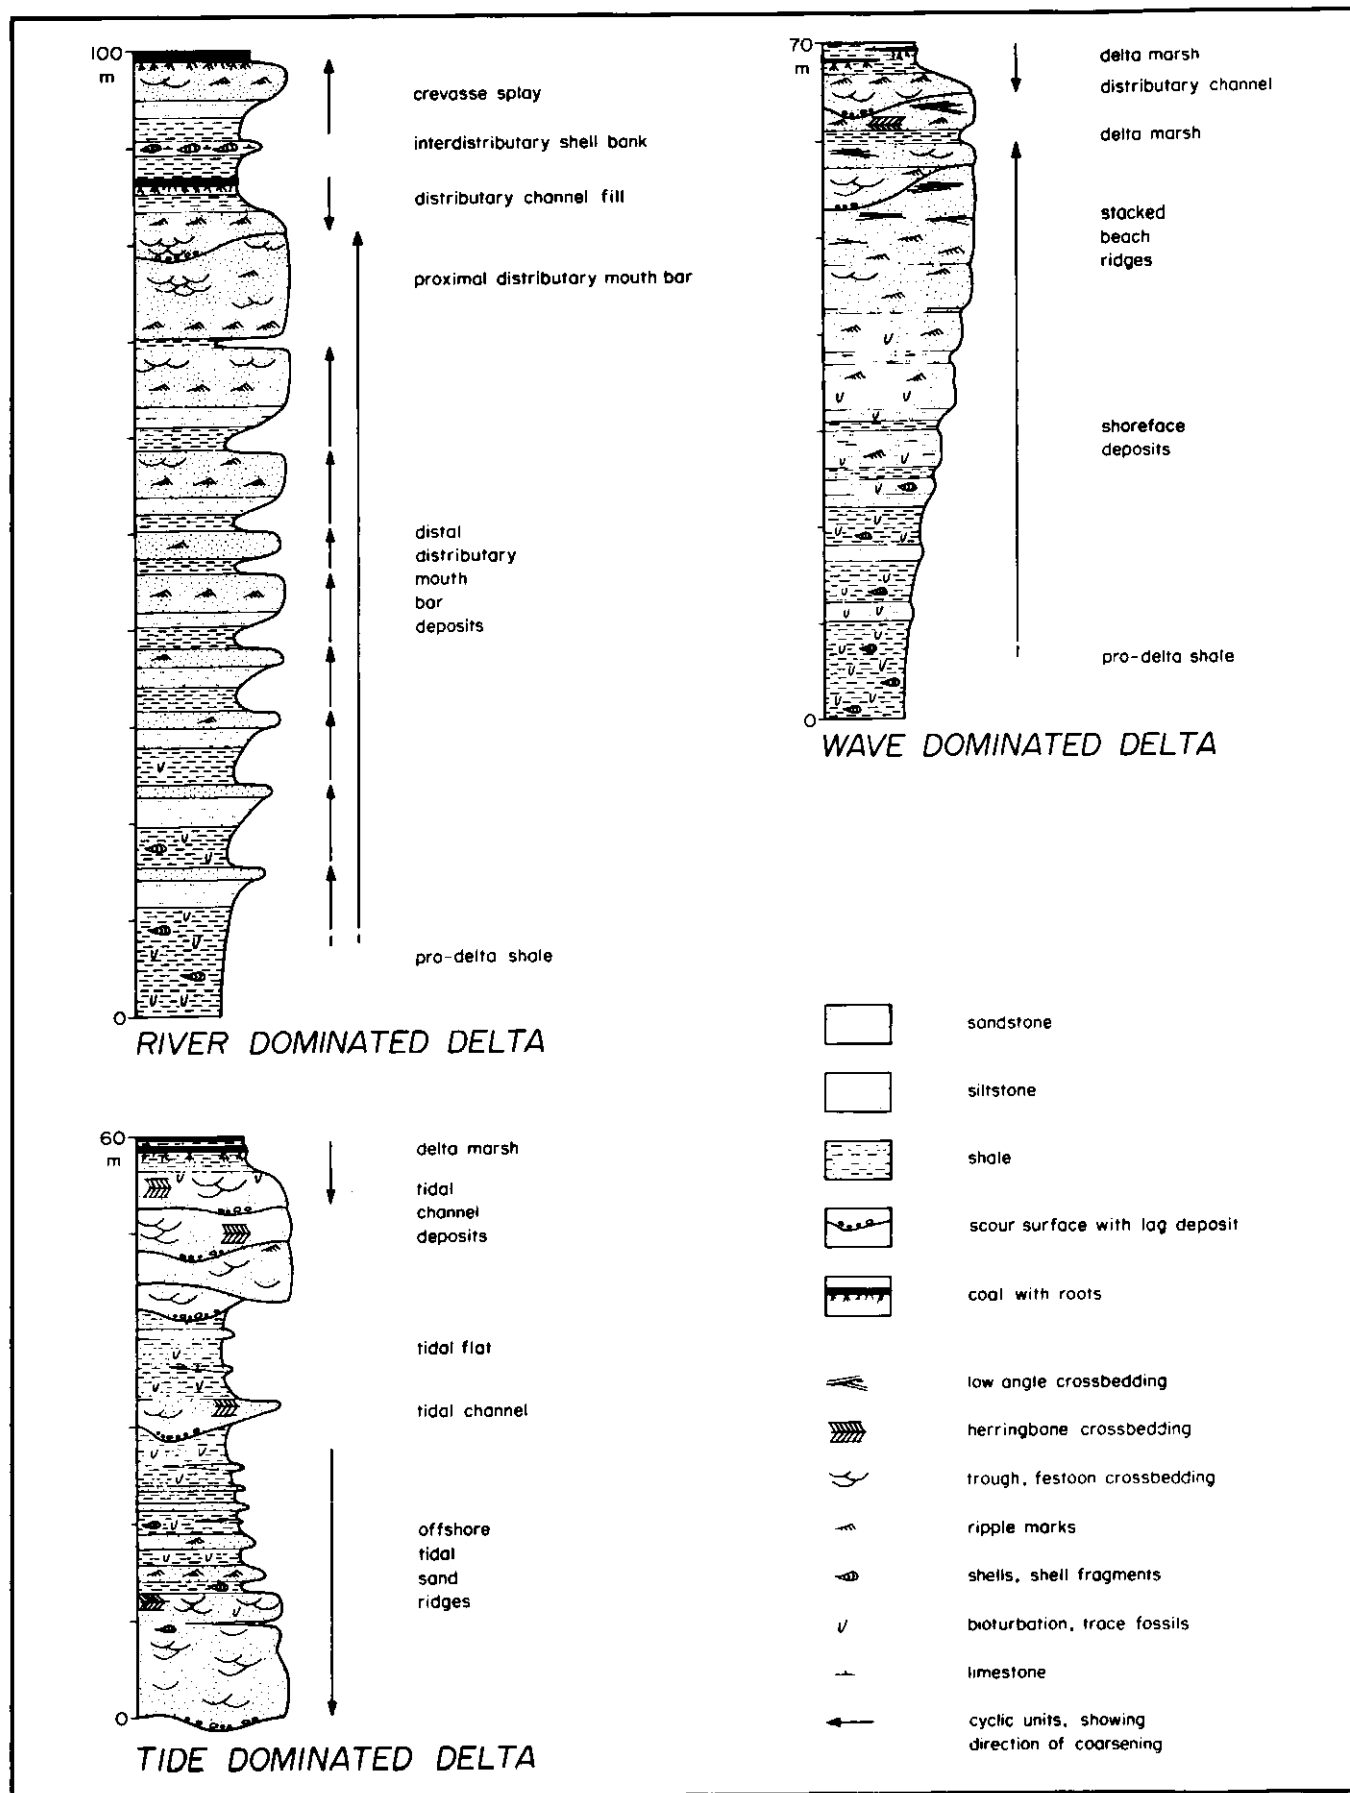 100
m
crevasse splay
interdistributary shell bank
distributary channel fill
proximal distributary mouth bar
distal
distributary
mouth
bar
deposits
pro-delta shale
0
RIVER DOMINATED DELTA
70
m
delta marsh
distributary channel
delta marsh
stacked
beach
ridges
shoreface
deposits
pro-delta shale
0
WAVE DOMINATED DELTA
60
m
delta marsh
tidal
channel
deposits
tidal flat
tidal channel
offshore
tidal
sand
ridges
0
TIDE DOMINATED DELTA
sandstone
siltstone
shale
scour surface with lag deposit
coal with roots
low angle crossbedding
herringbone crossbedding
trough, festoon crossbedding
ripple marks
shells, shell fragments
bioturbation, trace fossils
limestone
cyclic units, showing
direction of coarsening